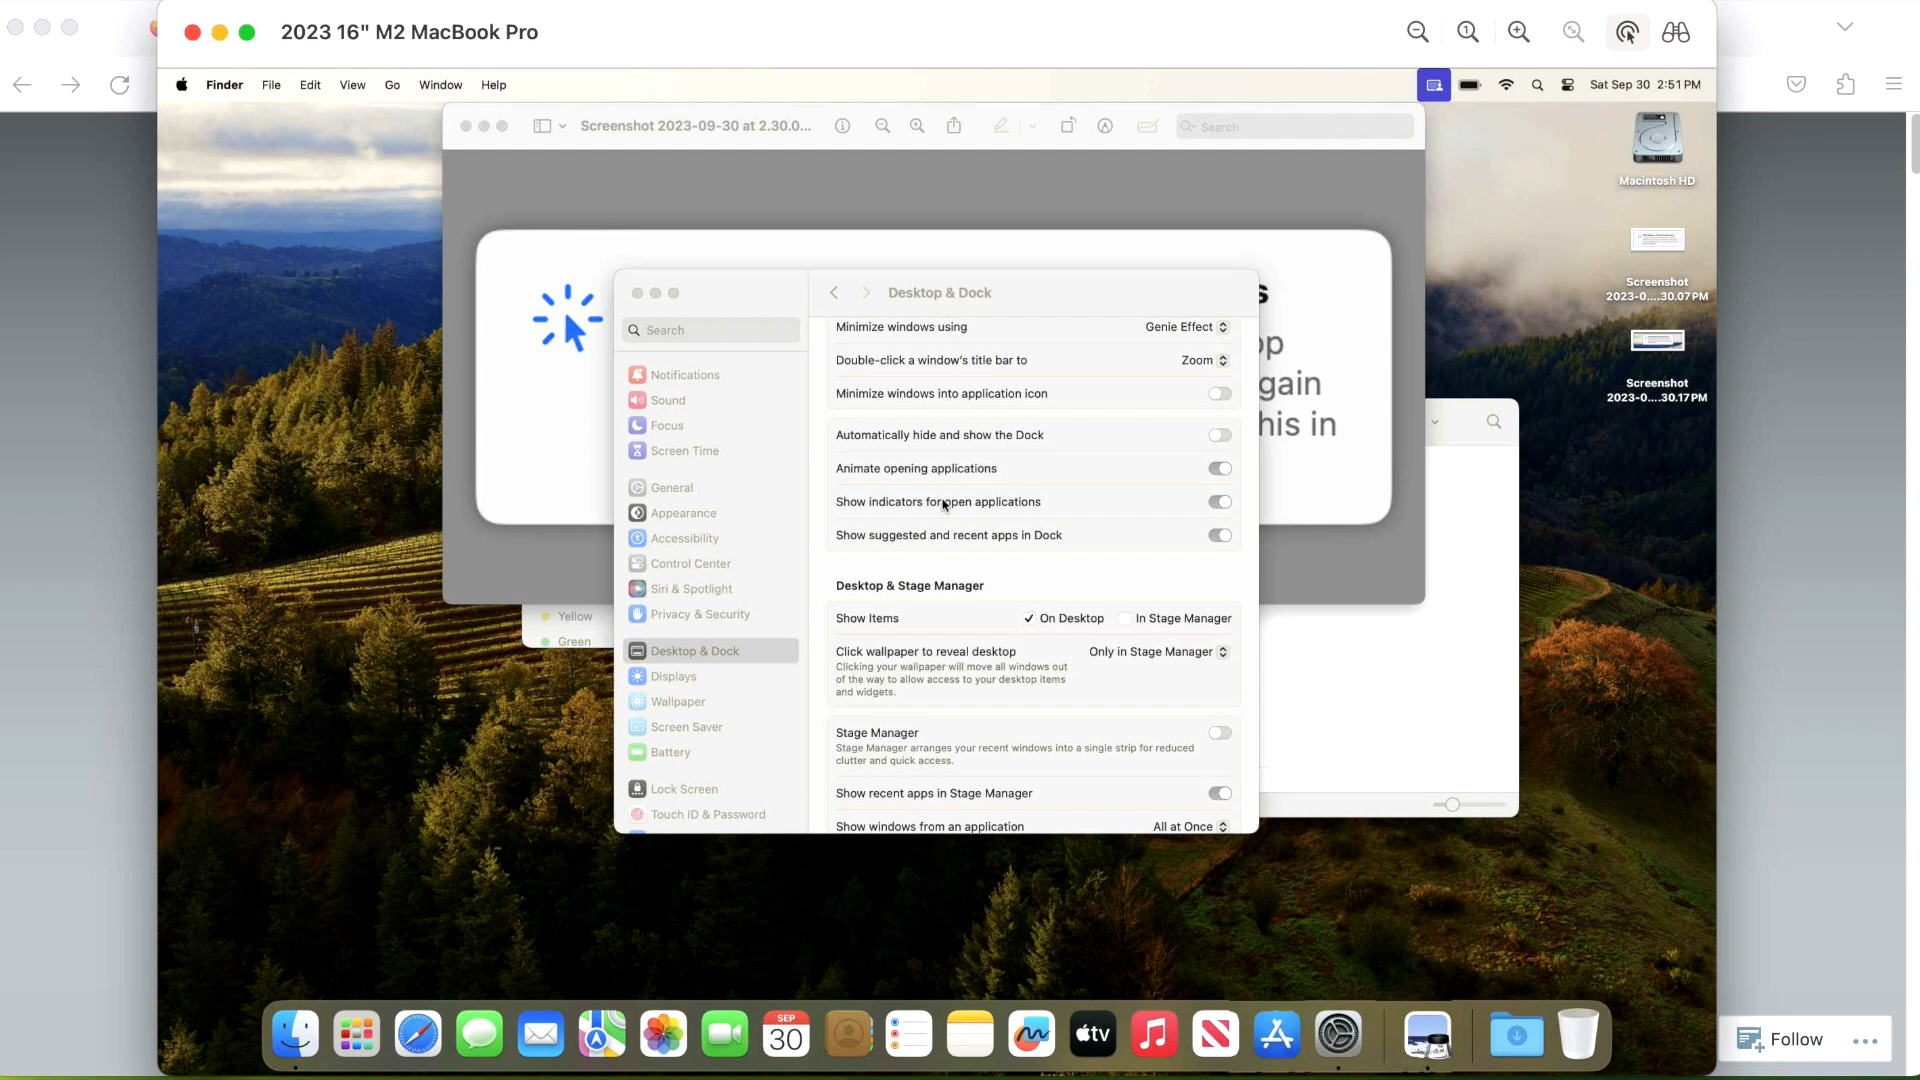 2023 16" M2 MacBook Pro
Finder File Edit View Go Window Help
Sat Sep 30 2:51 PM
Screenshot 2023-09-30 at 2.30.0...
Search
Macintosh HD
Screenshot
2023-0....30.07 PM
Screenshot
2023-0....30.17 PM
Desktop & Dock
Search
Notifications
Sound
Focus
Screen Time
General
Appearance
Accessibility
Control Center
Siri & Spotlight
Privacy & Security
Desktop & Dock
Displays
Wallpaper
Screen Saver
Battery
Lock Screen
Touch ID & Password
Minimize windows using Genie Effect
Double-click a window's title bar to Zoom
Minimize windows into application icon
Automatically hide and show the Dock
Animate opening applications
Show indicators for open applications
Show suggested and recent apps in Dock
Desktop & Stage Manager
Show Items On Desktop In Stage Manager
Click wallpaper to reveal desktop Only in Stage Manager
Clicking your wallpaper will move all windows out
of the way to allow access to your desktop items
and widgets.
Stage Manager
Stage Manager arranges your recent windows into a single strip for reduced
clutter and quick access.
Show recent apps in Stage Manager
Show windows from an application All at Once
s
op
gain
his in
Yellow
Green
SEP
30
tv
Follow